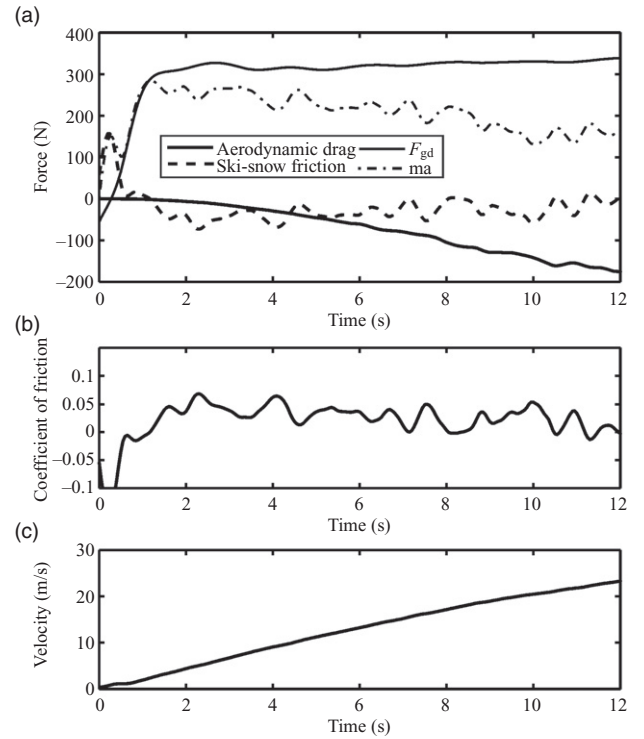 (a)
400
300
200
100
0
−100
−200
Force (N)
Aerodynamic drag
Ski-snow friction
Fgd
ma
0 2 4 6 8 10 12
Time (s)
(b)
0.1
0.05
0
−0.05
−0.1
Coefficient of friction
0 2 4 6 8 10 12
Time (s)
(c)
30
20
10
0
Velocity (m/s)
0 2 4 6 8 10 12
Time (s)